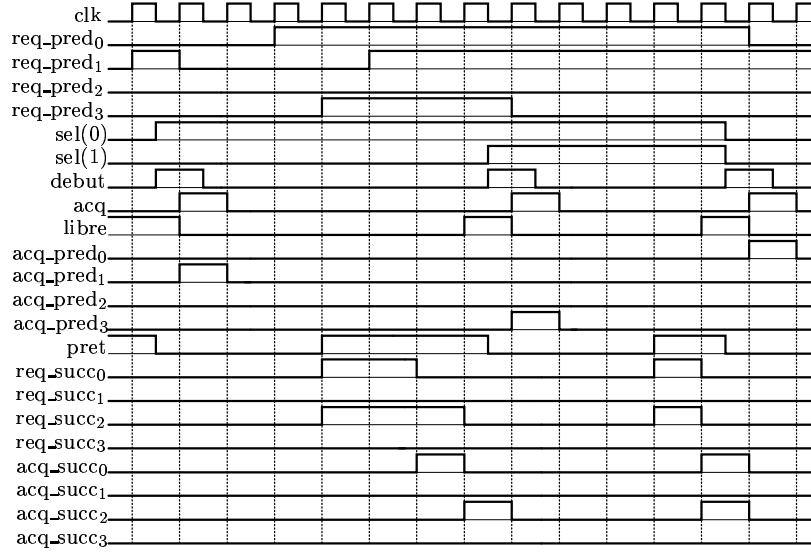 clk
req_pred0
req_pred1
req_pred2
req_pred3
sel(0)
sel(1)
debut
acq
libre
acq_pred0
acq_pred1
acq_pred2
acq_pred3
pret
req_succ0
req_succ1
req_succ2
req_succ3
acq_succ0
acq_succ1
acq_succ2
acq_succ3